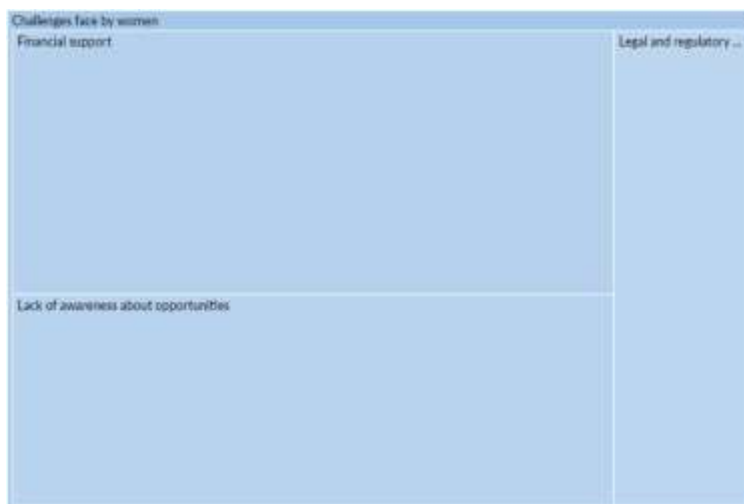 Challenges face by women
Financial support
Legal and regulatory ...
Lack of awareness about opportunities